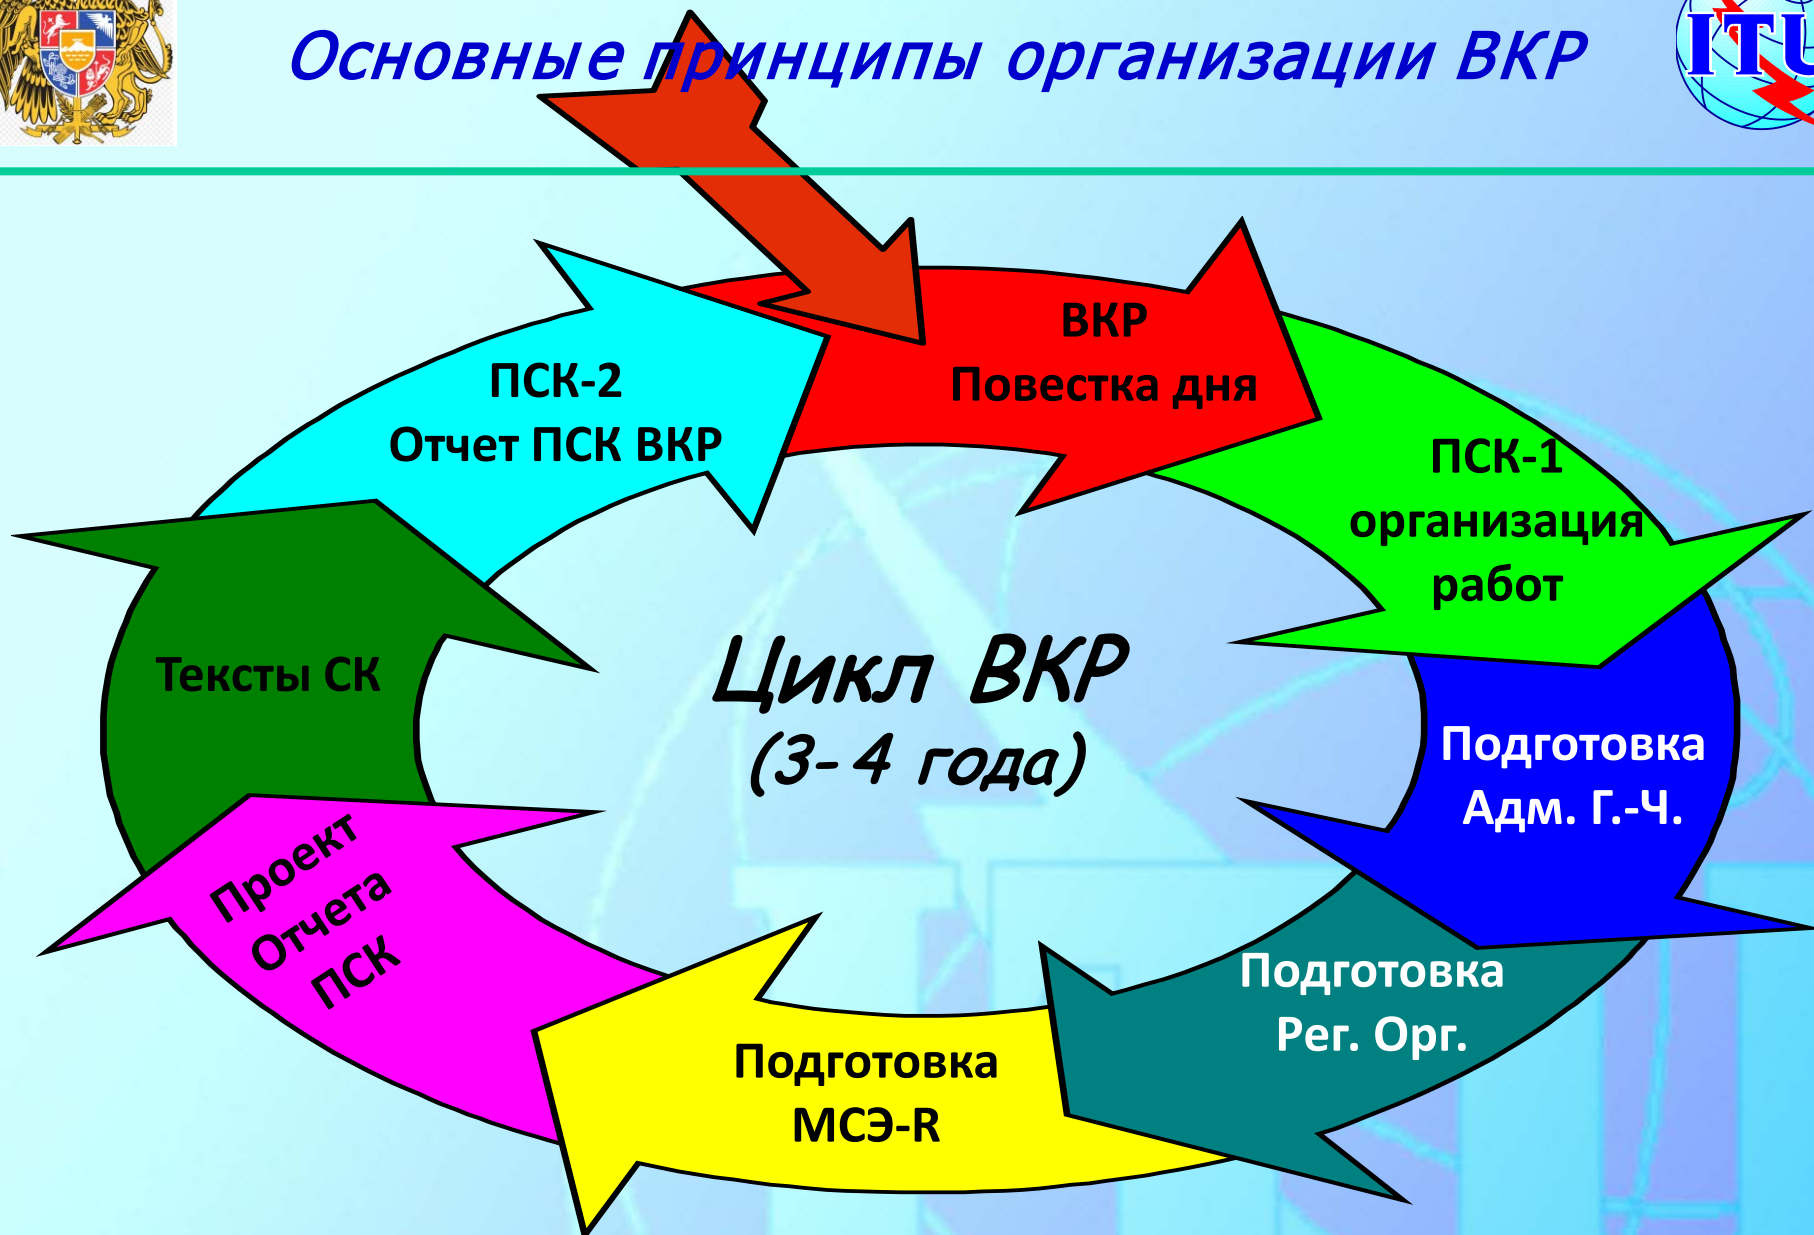 Основные принципы организации ВКР
ITU
ВКР
Повестка дня
ПСК-1
организация
работ
Подготовка
Адм. Г.-Ч.
Подготовка
Рег. Орг.
Подготовка
МСЭ-R
Проект
Отчета
ПСК
Тексты СК
ПСК-2
Отчет ПСК ВКР
Цикл ВКР
(3-4 года)